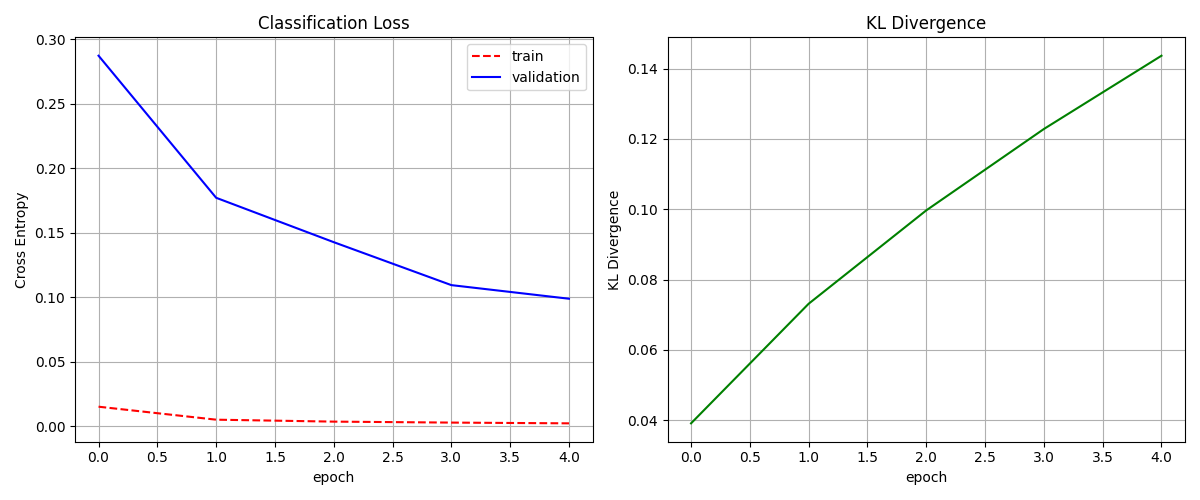 Classification Loss
0.30
0.25
0.20
0.15
0.10
0.05
0.00
Cross Entropy
train
validation
0.0 0.5 1.0 1.5 2.0 2.5 3.0 3.5 4.0
epoch
KL Divergence
0.14
0.12
0.10
0.08
0.06
0.04
KL Divergence
0.0 0.5 1.0 1.5 2.0 2.5 3.0 3.5 4.0
epoch